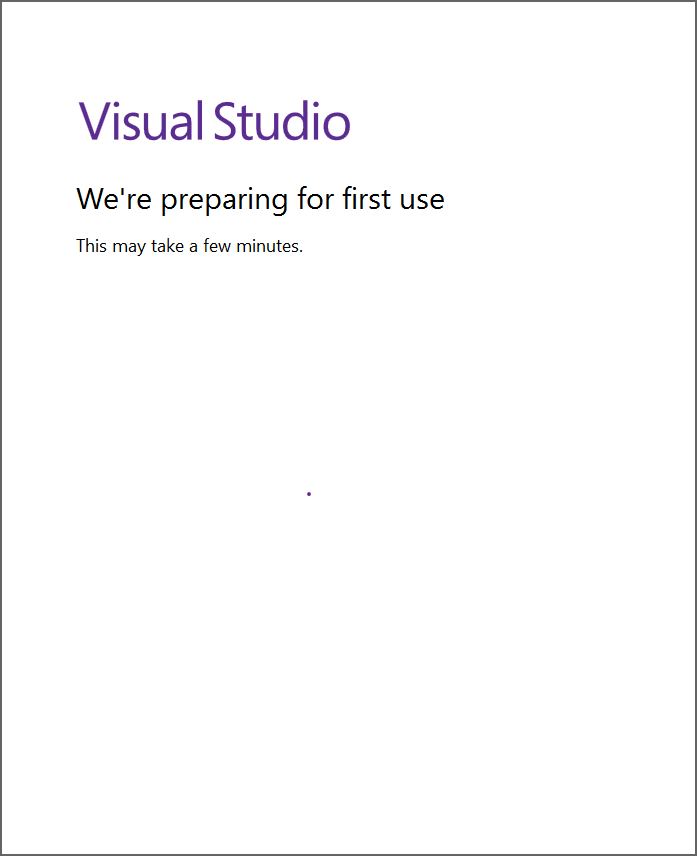 Visual Studio
We're preparing for first use
This may take a few minutes.